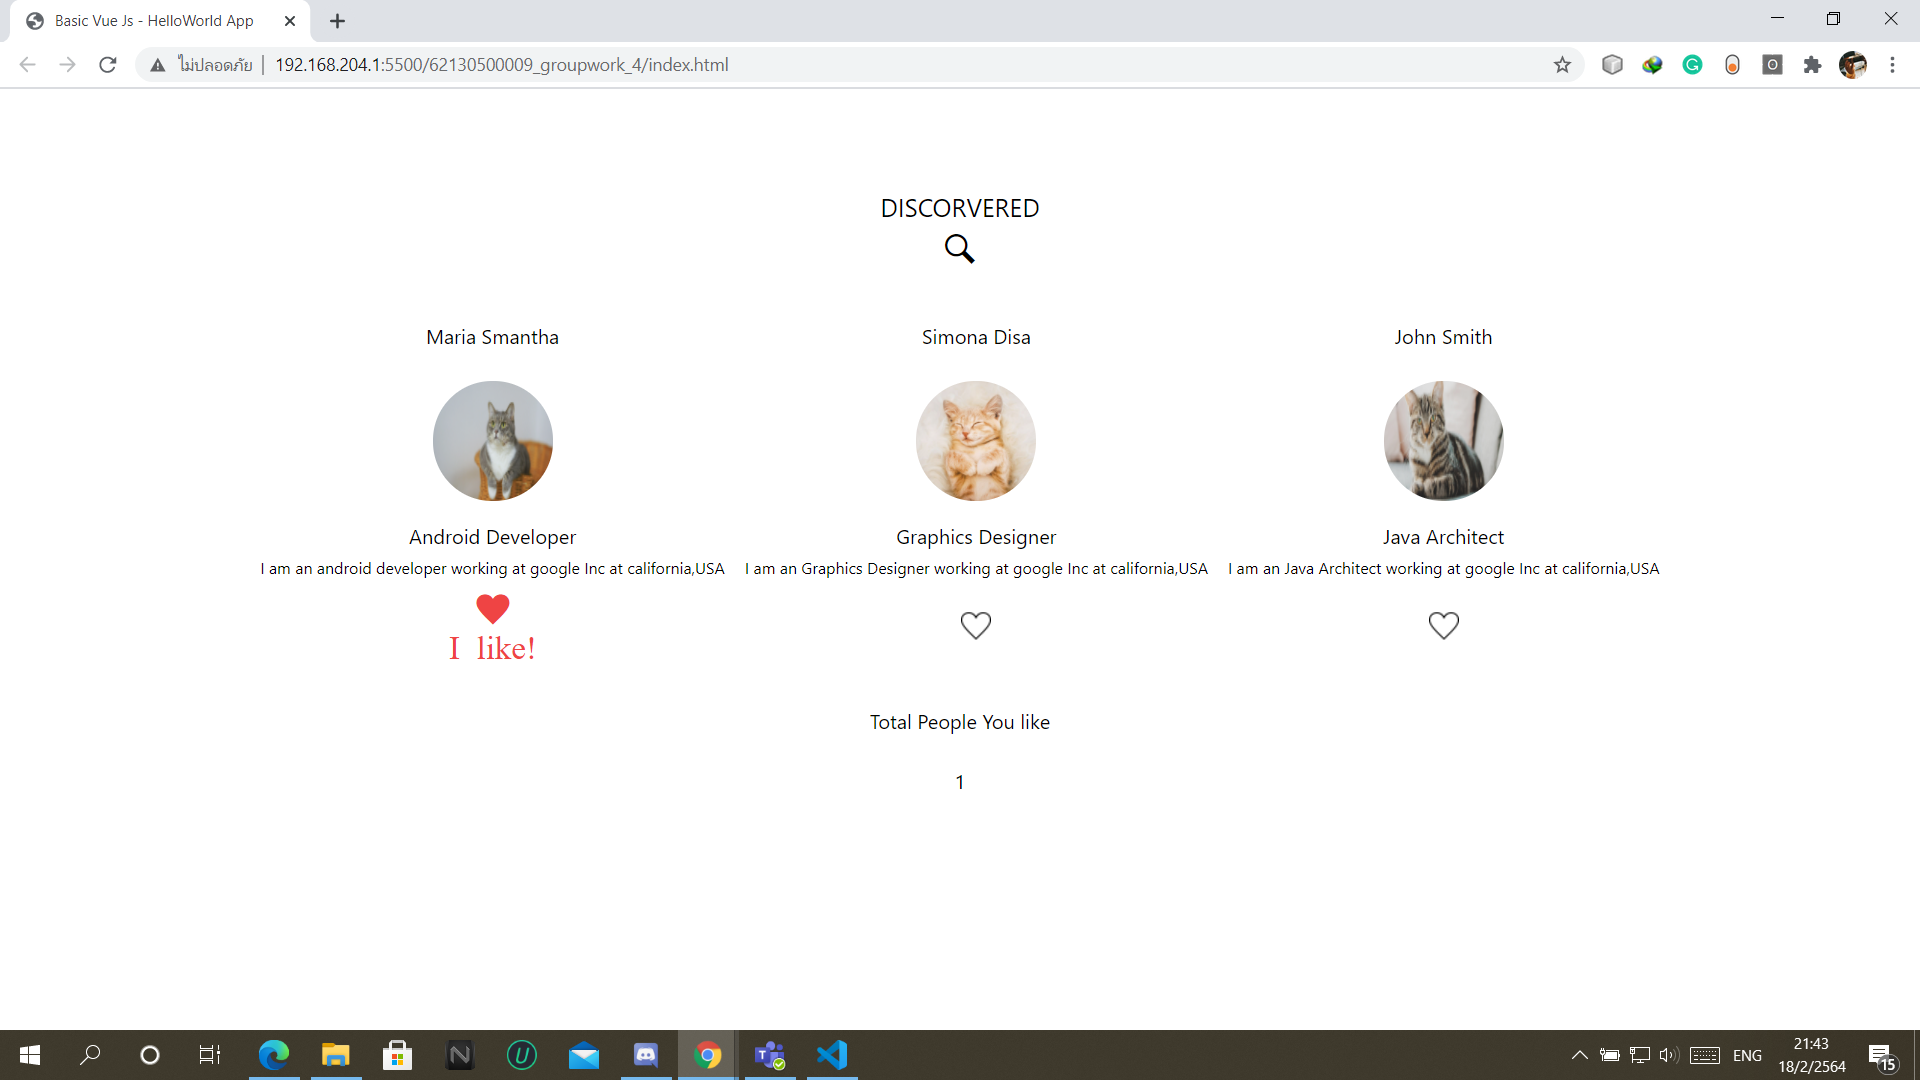 Basic Vue Js - HelloWorld App
ไม่ปลอดภัย
192.168.204.1:5500/62130500009_groupwork_4/index.html
DISCORVERED
Maria Smantha
Simona Disa
John Smith
Android Developer
Graphics Designer
Java Architect
I am an android developer working at google Inc at california,USA
I am an Graphics Designer working at google Inc at california,USA
I am an Java Architect working at google Inc at california,USA
I like!
Total People You like
1
ENG
21:43
18/2/2564
15